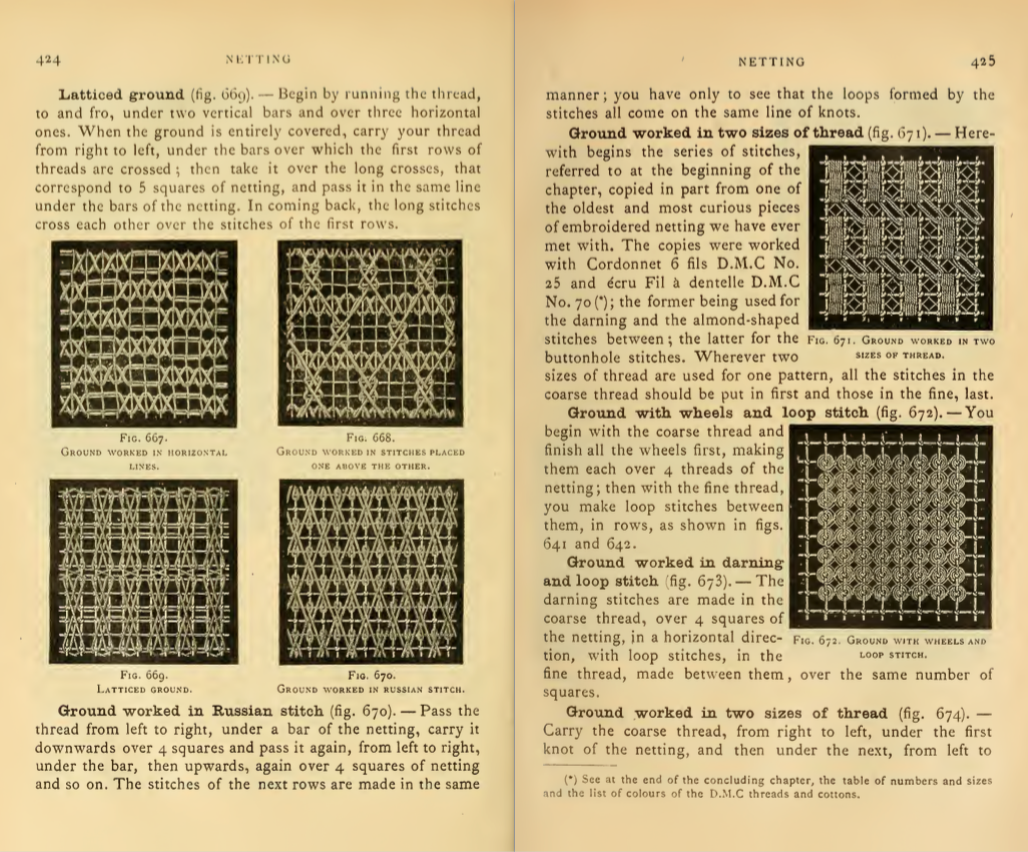 424
NETTING
Latticed ground (fig. 669). — Begin by running the thread,
to and fro, under two vertical bars and over three horizontal
ones. When the ground is entirely covered, carry your thread
from right to left, under the bars over which the first rows of
threads are crossed; then take it over the long crosses, that
correspond to 5 squares of netting, and pass it in the same line
under the bars of the netting. In coming back, the long stitches
cross each other over the stitches of the first rows.
Fig. 667.
Ground worked in horizontal
lines.
Fig. 668.
Ground worked in stitches placed
one above the other.
Fig. 669.
Latticed ground.
Fig. 670.
Ground worked in Russian stitch.
Ground worked in Russian stitch (fig. 670). — Pass the
thread from left to right, under a bar of the netting, carry it
downwards over 4 squares and pass it again, from left to right,
under the bar, then upwards, again over 4 squares of netting
and so on. The stitches of the next rows are made in the same
NETTING
425
manner; you have only to see that the loops formed by the
stitches all come on the same line of knots.
Ground worked in two sizes of thread (fig. 671). — Here-
with begins the series of stitches,
referred to at the beginning of the
chapter, copied in part from one of
the oldest and most curious pieces
of embroidered netting we have ever
met with. The copies were worked
with Cordonnet 6 fils D.M.C No.
25 and écru Fil à dentelle D.M.C
No. 70 (*); the former being used for
the darning and the almond-shaped
stitches between; the latter for the
buttonhole stitches. Wherever two
Fig. 671. Ground worked in two
sizes of thread.
sizes of thread are used for one pattern, all the stitches in the
coarse thread should be put in first and those in the fine, last.
Ground with wheels and loop stitch (fig. 672). — You
begin with the coarse thread and
finish all the wheels first, making
them each over 4 threads of the
netting; then with the fine thread,
you make loop stitches between
them, in rows, as shown in figs.
641 and 642.
Ground worked in darning
and loop stitch (fig. 673). — The
darning stitches are made in the
coarse thread, over 4 squares of
the netting, in a horizontal direc-
tion, with loop stitches, in the
Fig. 672. Ground with wheels and
loop stitch.
fine thread, made between them, over the same number of
squares.
Ground worked in two sizes of thread (fig. 674). —
Carry the coarse thread, from right to left, under the first
knot of the netting, and then under the next, from left to
(*) See at the end of the concluding chapter, the table of numbers and sizes
and the list of colours of the D.M.C threads and cottons.